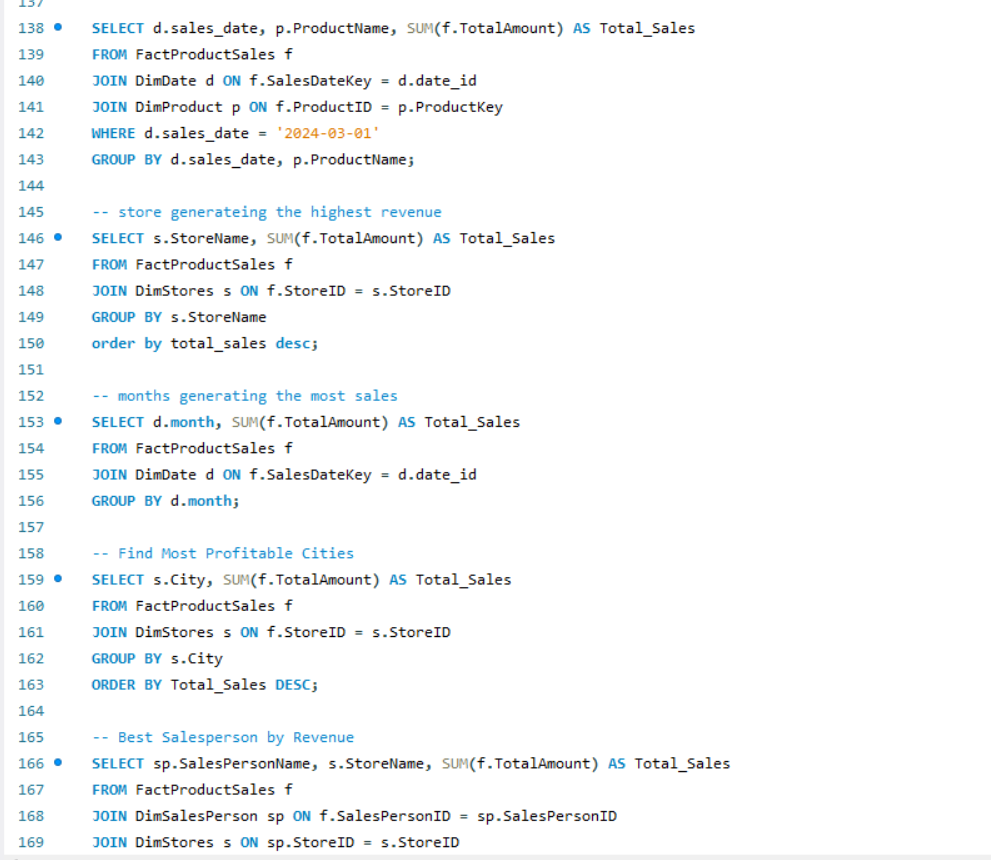 137
138 SELECT d.sales_date, p.ProductName, SUM(f.TotalAmount) AS Total_Sales
139 FROM FactProductSales f
140 JOIN DimDate d ON f.SalesDateKey = d.date_id
141 JOIN DimProduct p ON f.ProductID = p.ProductKey
142 WHERE d.sales_date = '2024-03-01'
143 GROUP BY d.sales_date, p.ProductName;
144
145 -- store generateing the highest revenue
146 SELECT s.StoreName, SUM(f.TotalAmount) AS Total_Sales
147 FROM FactProductSales f
148 JOIN DimStores s ON f.StoreID = s.StoreID
149 GROUP BY s.StoreName
150 order by total_sales desc;
151
152 -- months generating the most sales
153 SELECT d.month, SUM(f.TotalAmount) AS Total_Sales
154 FROM FactProductSales f
155 JOIN DimDate d ON f.SalesDateKey = d.date_id
156 GROUP BY d.month;
157
158 -- Find Most Profitable Cities
159 SELECT s.City, SUM(f.TotalAmount) AS Total_Sales
160 FROM FactProductSales f
161 JOIN DimStores s ON f.StoreID = s.StoreID
162 GROUP BY s.City
163 ORDER BY Total_Sales DESC;
164
165 -- Best Salesperson by Revenue
166 SELECT sp.SalesPersonName, s.StoreName, SUM(f.TotalAmount) AS Total_Sales
167 FROM FactProductSales f
168 JOIN DimSalesPerson sp ON f.SalesPersonID = sp.SalesPersonID
169 JOIN DimStores s ON sp.StoreID = s.StoreID